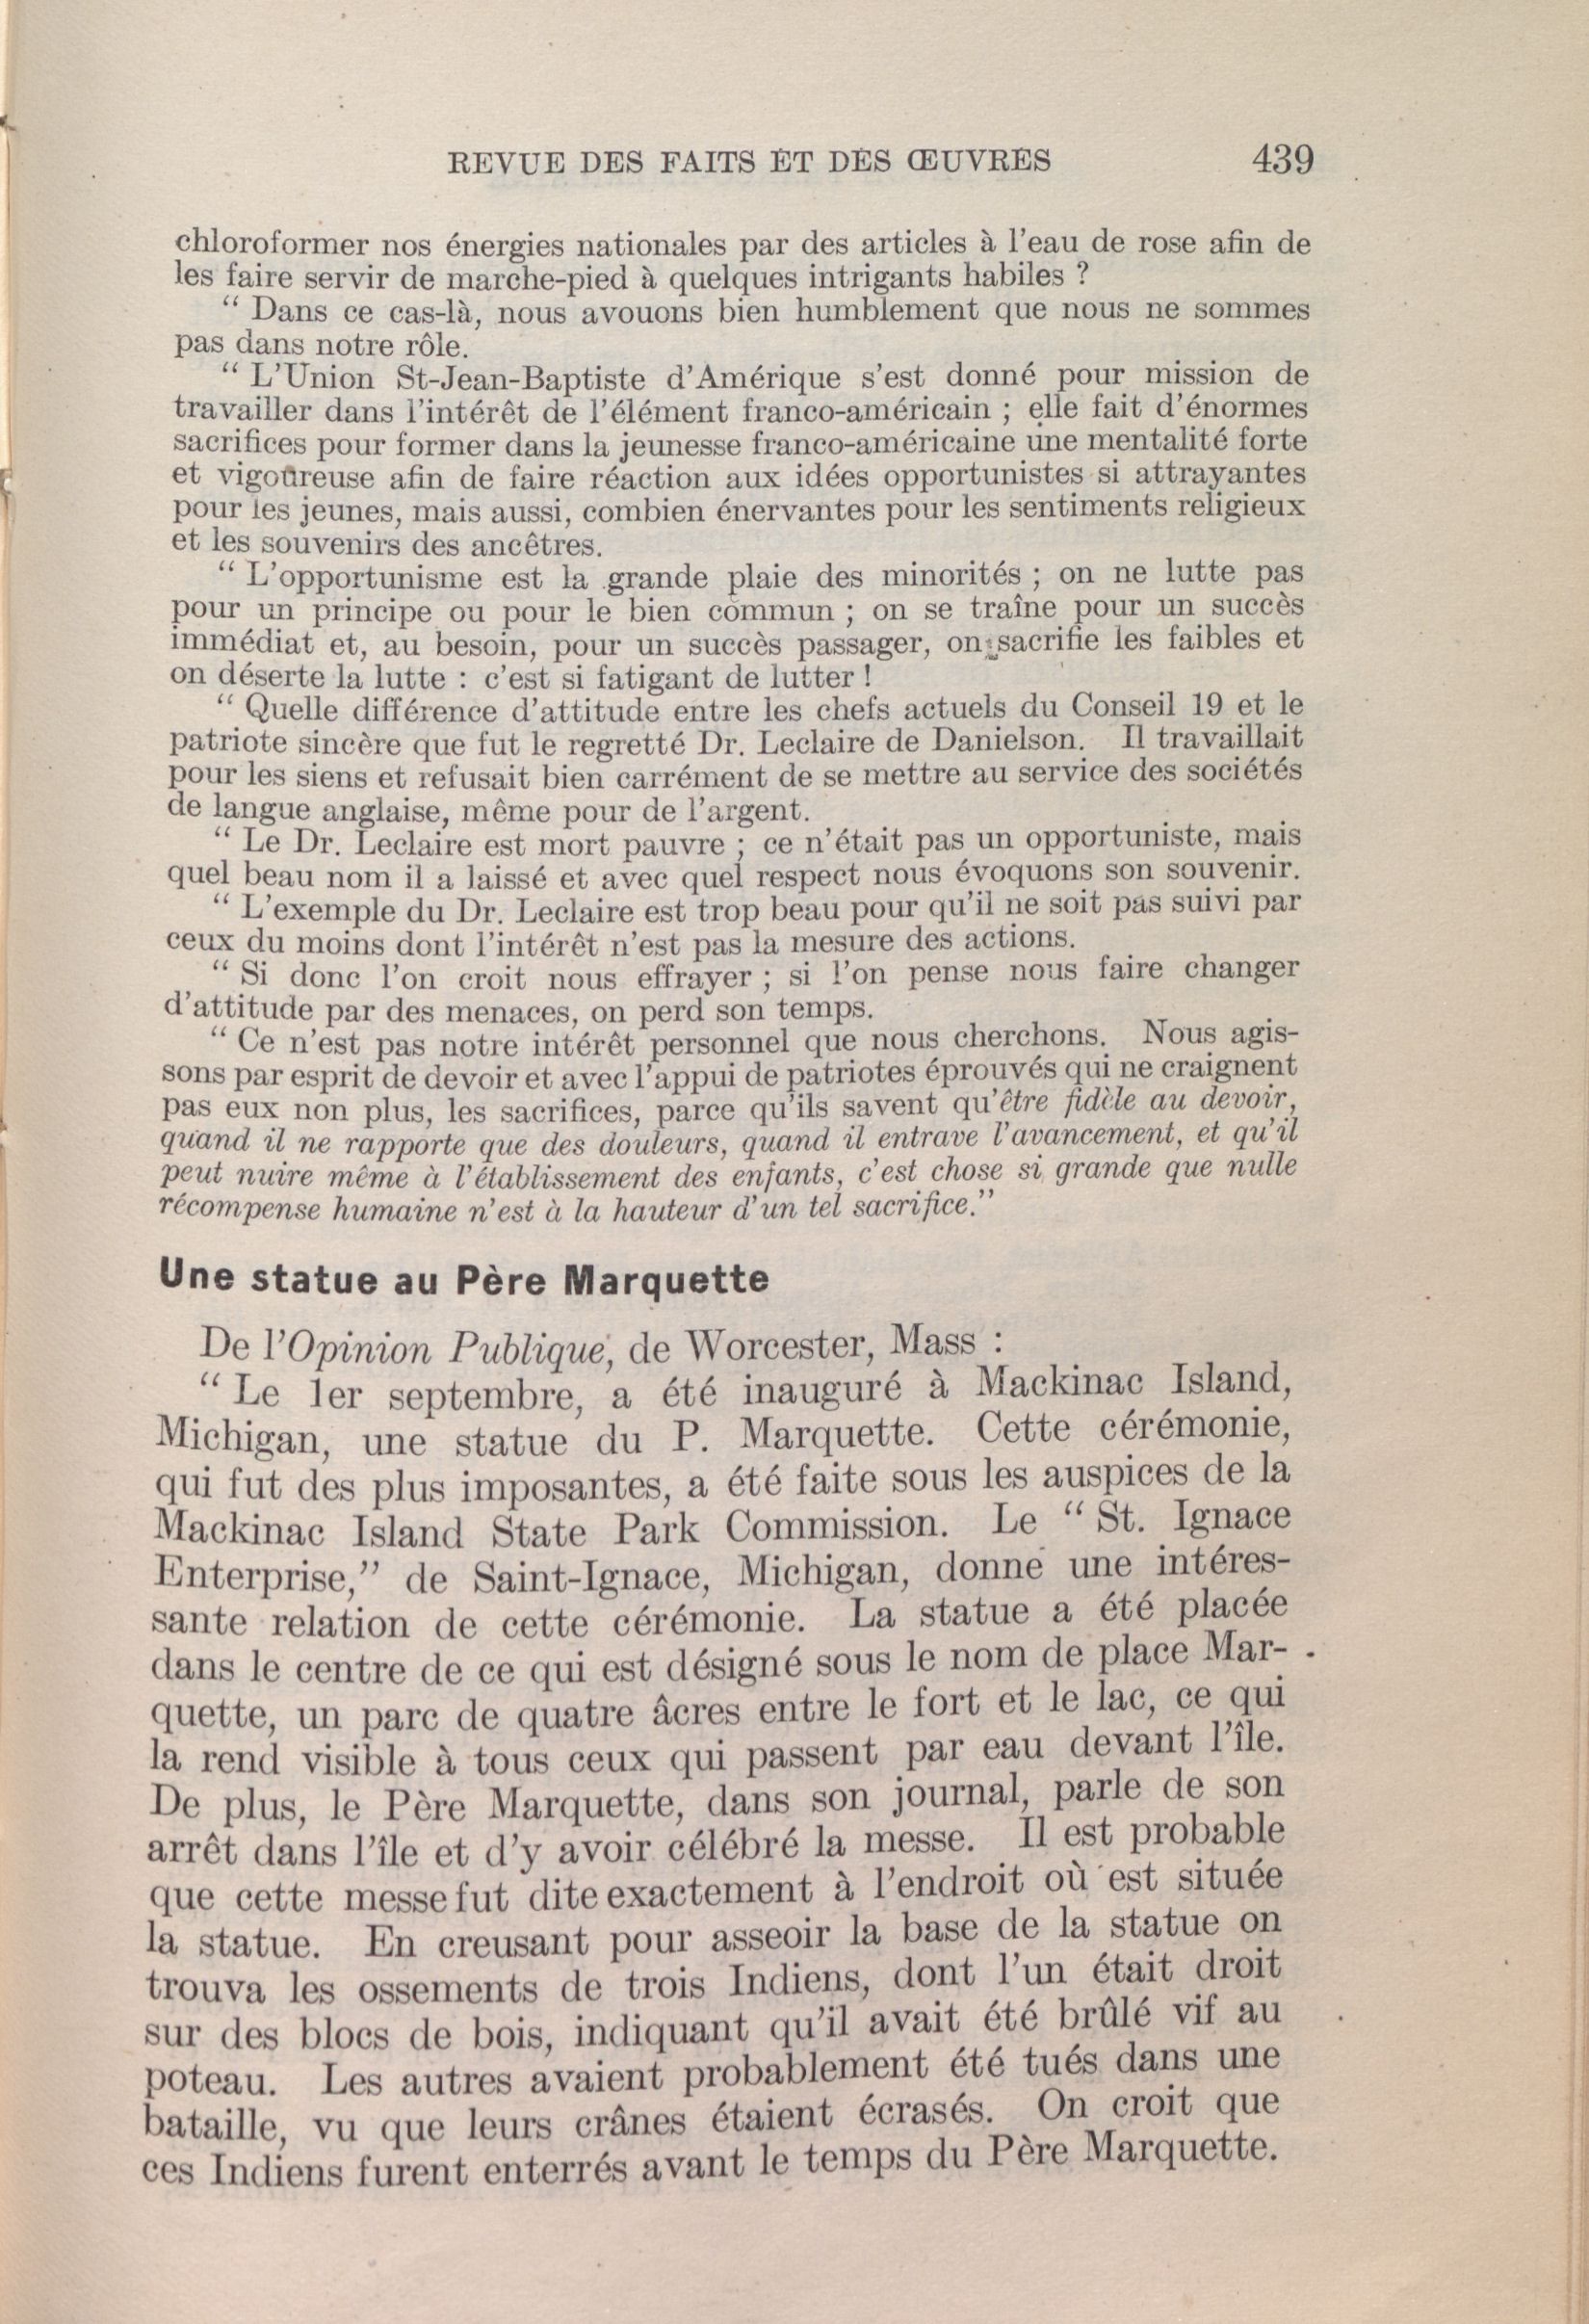 REVUE DES FAITS ET DES ŒUVRES 439
chloroformer nos énergies nationales par des articles à l'eau de rose afin de
les faire servir de marche-pied à quelques intrigants habiles ?
“ Dans ce cas-là, nous avouons bien humblement que nous ne sommes
pas dans notre rôle.
“ L'Union St-Jean-Baptiste d'Amérique s'est donné pour mission de
travailler dans l'intérêt de l'élément franco-américain ; elle fait d'énormes
sacrifices pour former dans la jeunesse franco-américaine une mentalité forte
et vigoûreuse afin de faire réaction aux idées opportunistes si attrayantes
pour les jeunes, mais aussi, combien énervantes pour les sentiments religieux
et les souvenirs des ancêtres.
“ L'opportunisme est la grande plaie des minorités ; on ne lutte pas
pour un principe ou pour le bien commun ; on se traîne pour un succès
immédiat et, au besoin, pour un succès passager, on sacrifie les faibles et
on déserte la lutte : c'est si fatigant de lutter !
“ Quelle différence d'attitude entre les chefs actuels du Conseil 19 et le
patriote sincère que fut le regretté Dr. Leclaire de Danielson. Il travaillait
pour les siens et refusait bien carrément de se mettre au service des sociétés
de langue anglaise, même pour de l'argent.
“ Le Dr. Leclaire est mort pauvre ; ce n'était pas un opportuniste, mais
quel beau nom il a laissé et avec quel respect nous évoquons son souvenir.
“ L'exemple du Dr. Leclaire est trop beau pour qu'il ne soit pas suivi par
ceux du moins dont l'intérêt n'est pas la mesure des actions.
“ Si donc l'on croit nous effrayer ; si l'on pense nous faire changer
d'attitude par des menaces, on perd son temps.
“ Ce n'est pas notre intérêt personnel que nous cherchons. Nous agis-
sons par esprit de devoir et avec l'appui de patriotes éprouvés qui ne craignent
pas eux non plus, les sacrifices, parce qu'ils savent qu'être fidèle au devoir,
quand il ne rapporte que des douleurs, quand il entrave l'avancement, et qu'il
peut nuire même à l'établissement des enfants, c'est chose si grande que nulle
récompense humaine n'est à la hauteur d'un tel sacrifice.”
Une statue au Père Marquette
De l'Opinion Publique, de Worcester, Mass :
“ Le 1er septembre, a été inauguré à Mackinac Island,
Michigan, une statue du P. Marquette. Cette cérémonie,
qui fut des plus imposantes, a été faite sous les auspices de la
Mackinac Island State Park Commission. Le “ St. Ignace
Enterprise,” de Saint-Ignace, Michigan, donne une intéres-
sante relation de cette cérémonie. La statue a été placée
dans le centre de ce qui est désigné sous le nom de place Mar-
quette, un parc de quatre âcres entre le fort et le lac, ce qui
la rend visible à tous ceux qui passent par eau devant l'île.
De plus, le Père Marquette, dans son journal, parle de son
arrêt dans l'île et d'y avoir célébré la messe. Il est probable
que cette messe fut dite exactement à l'endroit où est située
la statue. En creusant pour asseoir la base de la statue on
trouva les ossements de trois Indiens, dont l'un était droit
sur des blocs de bois, indiquant qu'il avait été brûlé vif au
poteau. Les autres avaient probablement été tués dans une
bataille, vu que leurs crânes étaient écrasés. On croit que
ces Indiens furent enterrés avant le temps du Père Marquette.